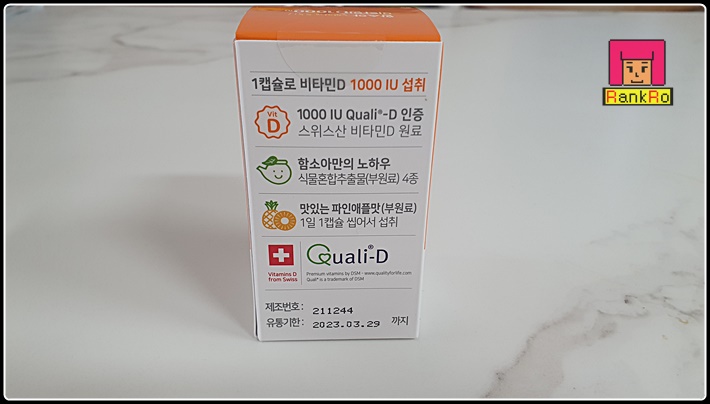 1캡슐로 비타민D 1000 IU 섭취
Vit
D
1000 IU Quali®-D 인증
스위스산 비타민D 원료
함소아만의 노하우
식물혼합추출물(부원료) 4종
맛있는 파인애플맛(부원료)
1일 1캡슐 씹어서 섭취
Vitamins D
from Swiss
Quali®-D
Premium vitamins by DSM - www.qualityforlife.com
Quali® is a trademark of DSM
제조번호 : 211244
유통기한 : 2023.03.29 까지
RankRo